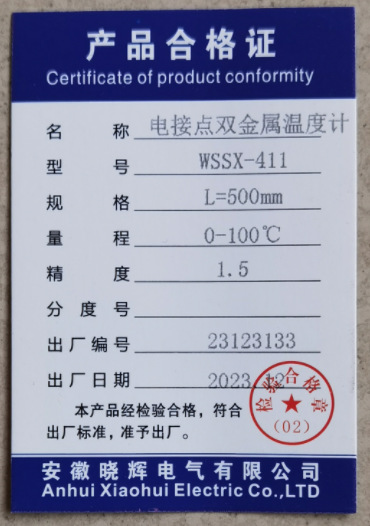 产品合格证
Certificate of product conformity
名 称 电接点双金属温度计
型 号 WSSX-411
规 格 L=500mm
量 程 0-100℃
精 度 1.5
分 度 号
出厂编号 23123133
出厂日期 2023.12
检验合格章
(02)
本产品经检验合格，符合
出厂标准，准予出厂。
安徽晓辉电气有限公司
Anhui Xiaohui Electric Co.,LTD